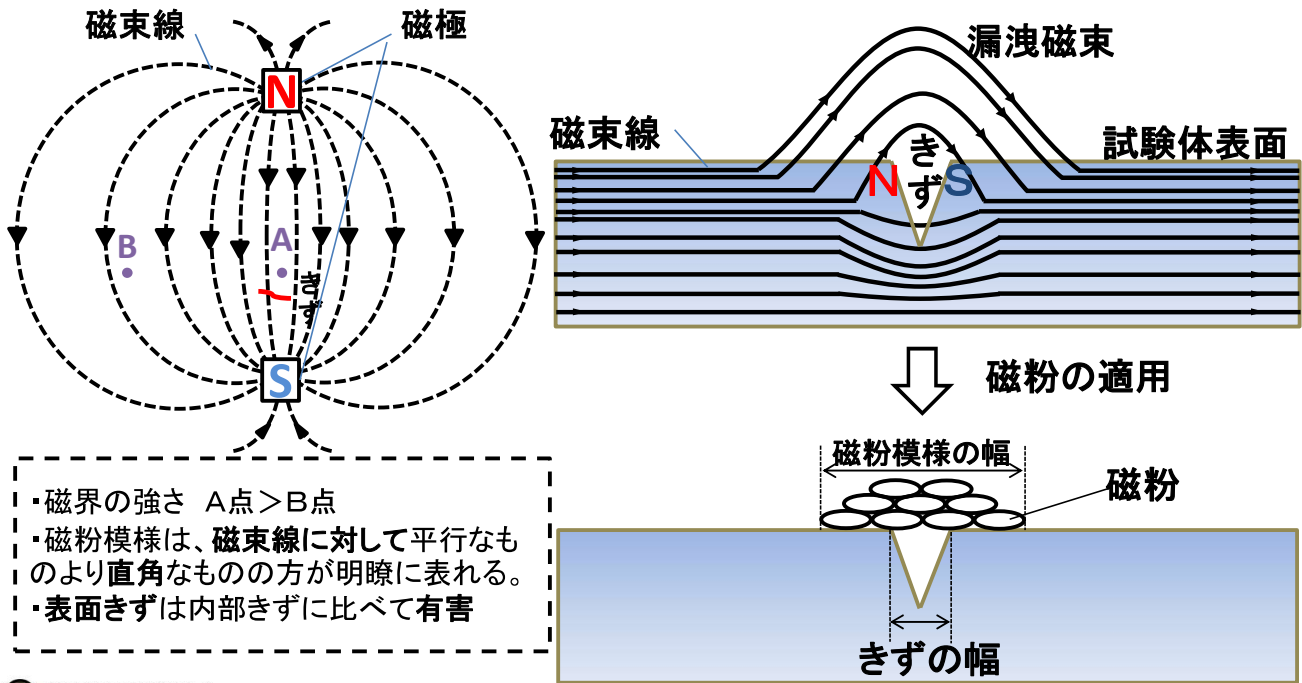 磁束線
磁極
N
B
A
きず
S
・磁界の強さ A点>B点
・磁粉模様は、磁束線に対して平行なも
のより直角なものの方が明瞭に表れる。
・表面きずは内部きずに比べて有害
漏洩磁束
磁束線
試験体表面
きず
N
S
磁粉の適用
磁粉模様の幅
磁粉
きずの幅